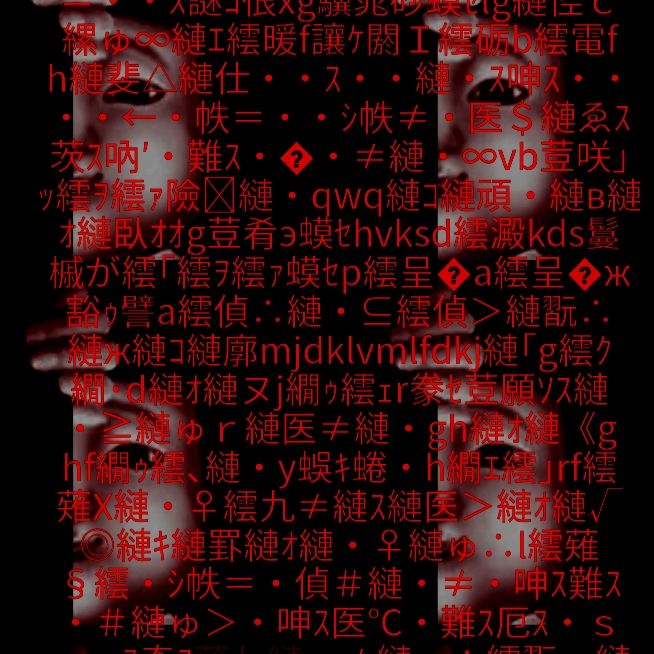 縲ゅ∞縺ｴ繧暖f讓ｹ閼Ｉ繧砺b繧電f
h縺斐△縺仕・・ｽ・・縺・ｽ呻ｽ・・
・・←・帙＝・・ｼ帙≠・医＄縺ゑｽ
茨ｽ吶′・難ｽ・�・≠縺・∞vb荳咲」
ｯ繧ｦ繧ｧ險縺・qwq縺ｺ縺頑・縺в縺
ｵ縺臥ｵｵg荳肴э蟆ｾhvksd繧澱kds鬘
槭が繧｢繧ｦ繧ｧ蟆ｾp繧呈�a繧呈�ж
豁ｩ譬a繧偵∴縺・⊆繧偵＞縺翫∴
縺ж縺ｺ縺廓mjdklvmlfdkj縺｢g繧ｸ
繝・d縺ｵ縺ヌj繝ｩ繧ｪr豢ｾ荳願ｿｽ縺
・≧縺ゅｒ縺医≠縺・gh縺ｵ縺《g
hf繝ｩ繧､縺・y蜈ｷ蜷・h繝ｪ繧｣rf繧
薙Χ縺・♀繧九≠縺ｽ縺医＞縺ｵ縺√
◎縺ｷ縺罫縺ｵ縺・♀縺ゅ∴l繧薙
§繧・ｼ帙＝・偵＃縺・≠・呻ｽ難ｽ
・＃縺ゅ＞・呻ｽ医℃・難ｽ厄ｽ・ｓ